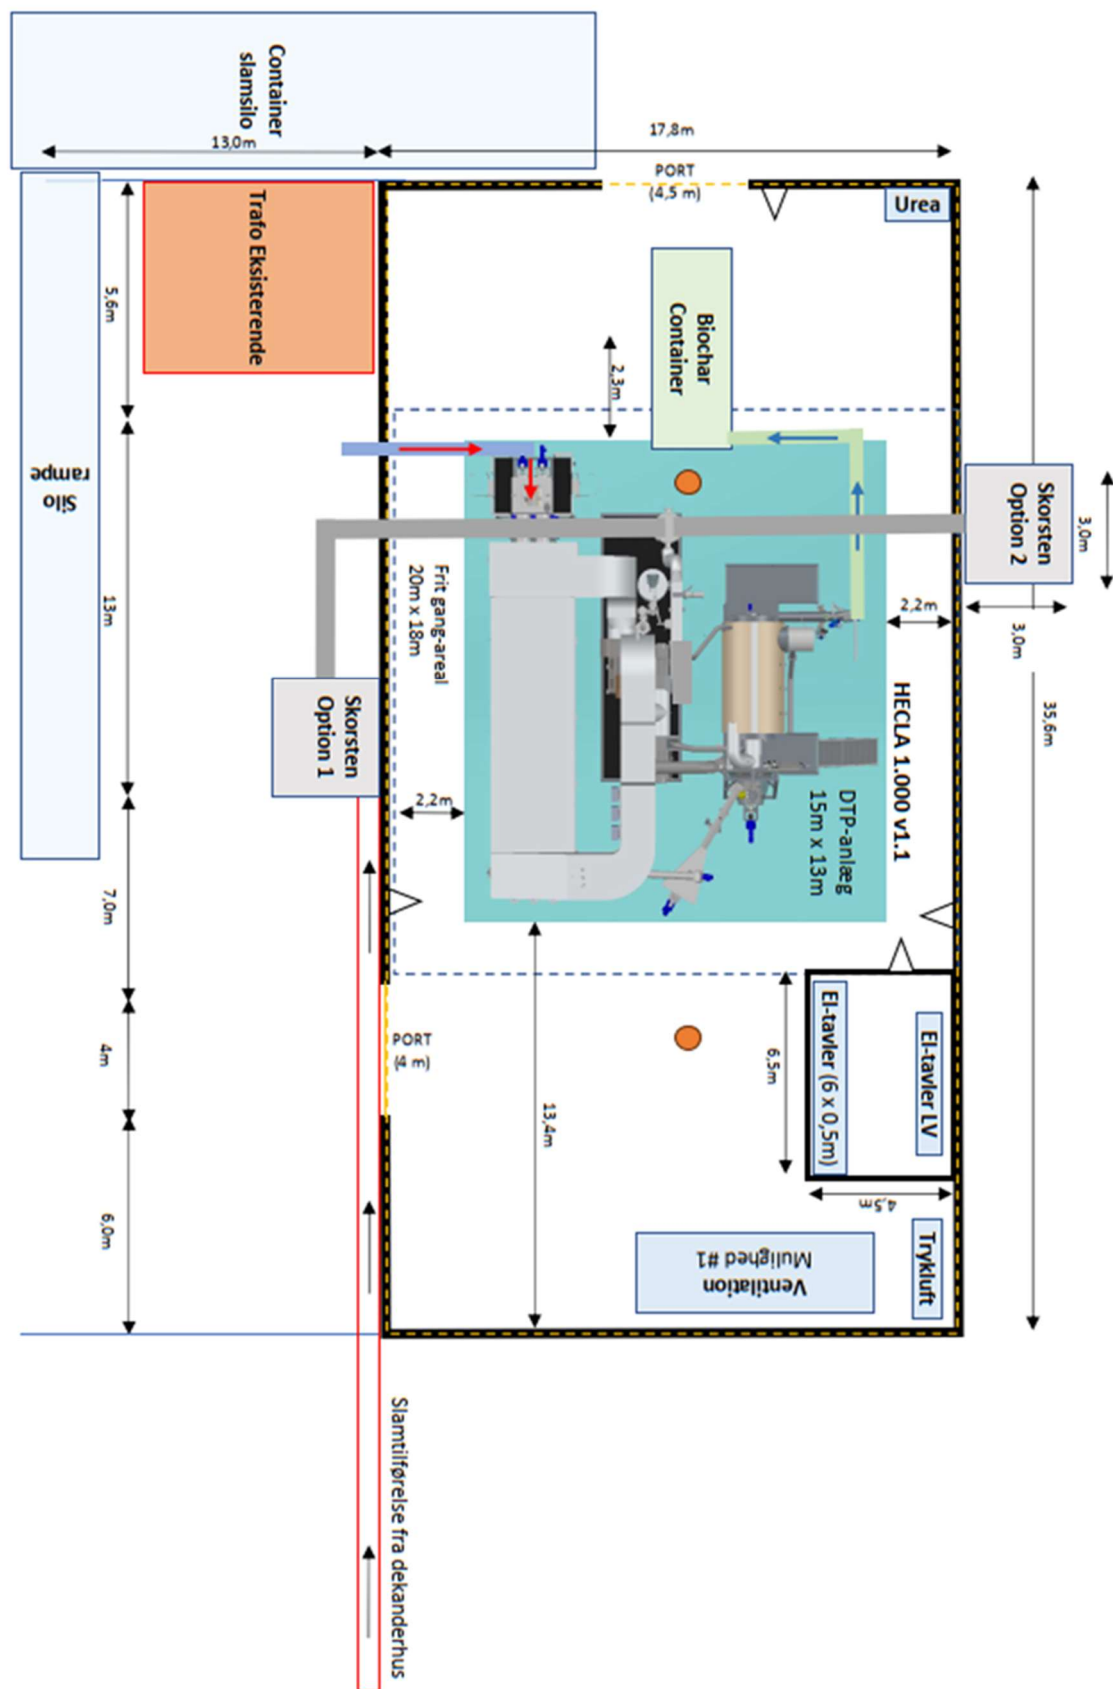 Container
slamsilo
13,0m
17,8m
PORT
(4,5 m)
Urea
Trafo Eksisterende
5,6m
Silo
rampe
Biochar
Container
2,3m
Skorsten
Option 2
3,0m
3,0m
35,6m
2,2m
Frit gang-areal
20m x 18m
13m
Skorsten
Option 1
2,2m
HECLA 1.000 v1.1
DTP-anlæg
15m x 13m
7,0m
PORT
4m
13,4m
6,5m
El-tavler (6 x 0,5m)
El-tavler LV
4,5m
6,0m
Ventilation
Mulighed #1
Trykluft
Slamtilførelse fra dekanderhus